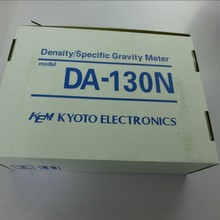 Density/Specific Gravity Meter
model DA-130N
KEM KYOTO ELECTRONICS